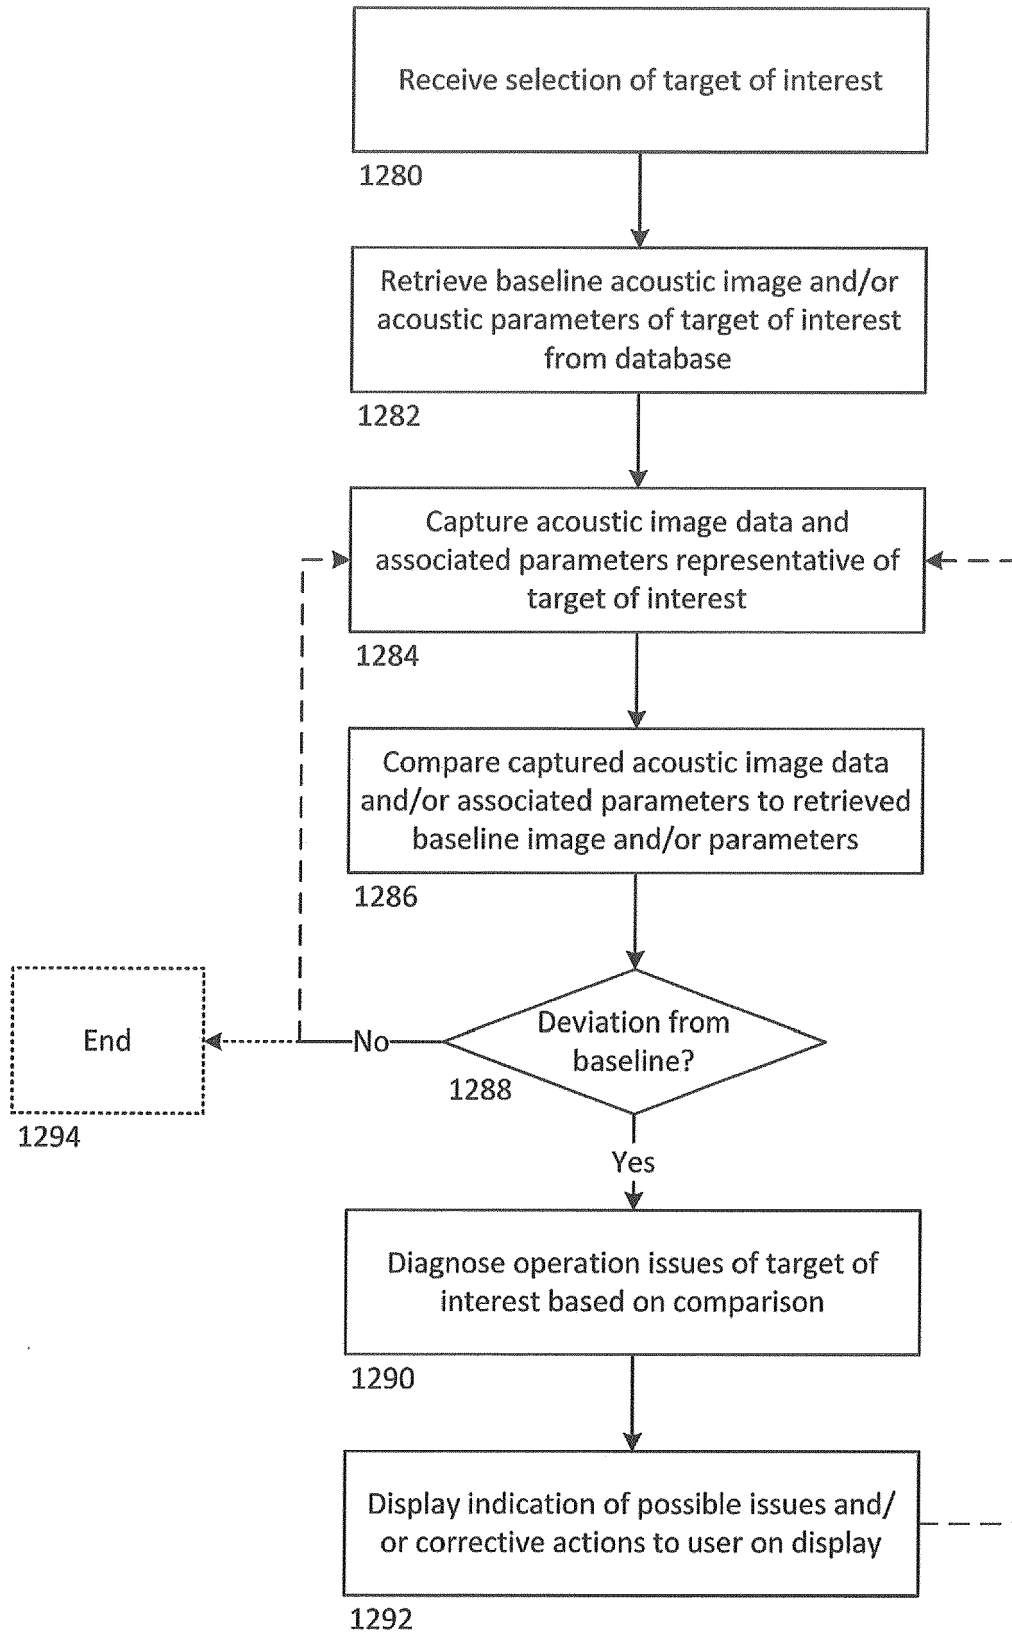 Receive selection of target of interest
1280
Retrieve baseline acoustic image and/or
acoustic parameters of target of interest
from database
1282
Capture acoustic image data and
associated parameters representative of
target of interest
1284
Compare captured acoustic image data
and/or associated parameters to retrieved
baseline image and/or parameters
1286
Deviation from
baseline?
1288
No
End
1294
Yes
Diagnose operation issues of target of
interest based on comparison
1290
Display indication of possible issues and/
or corrective actions to user on display
1292